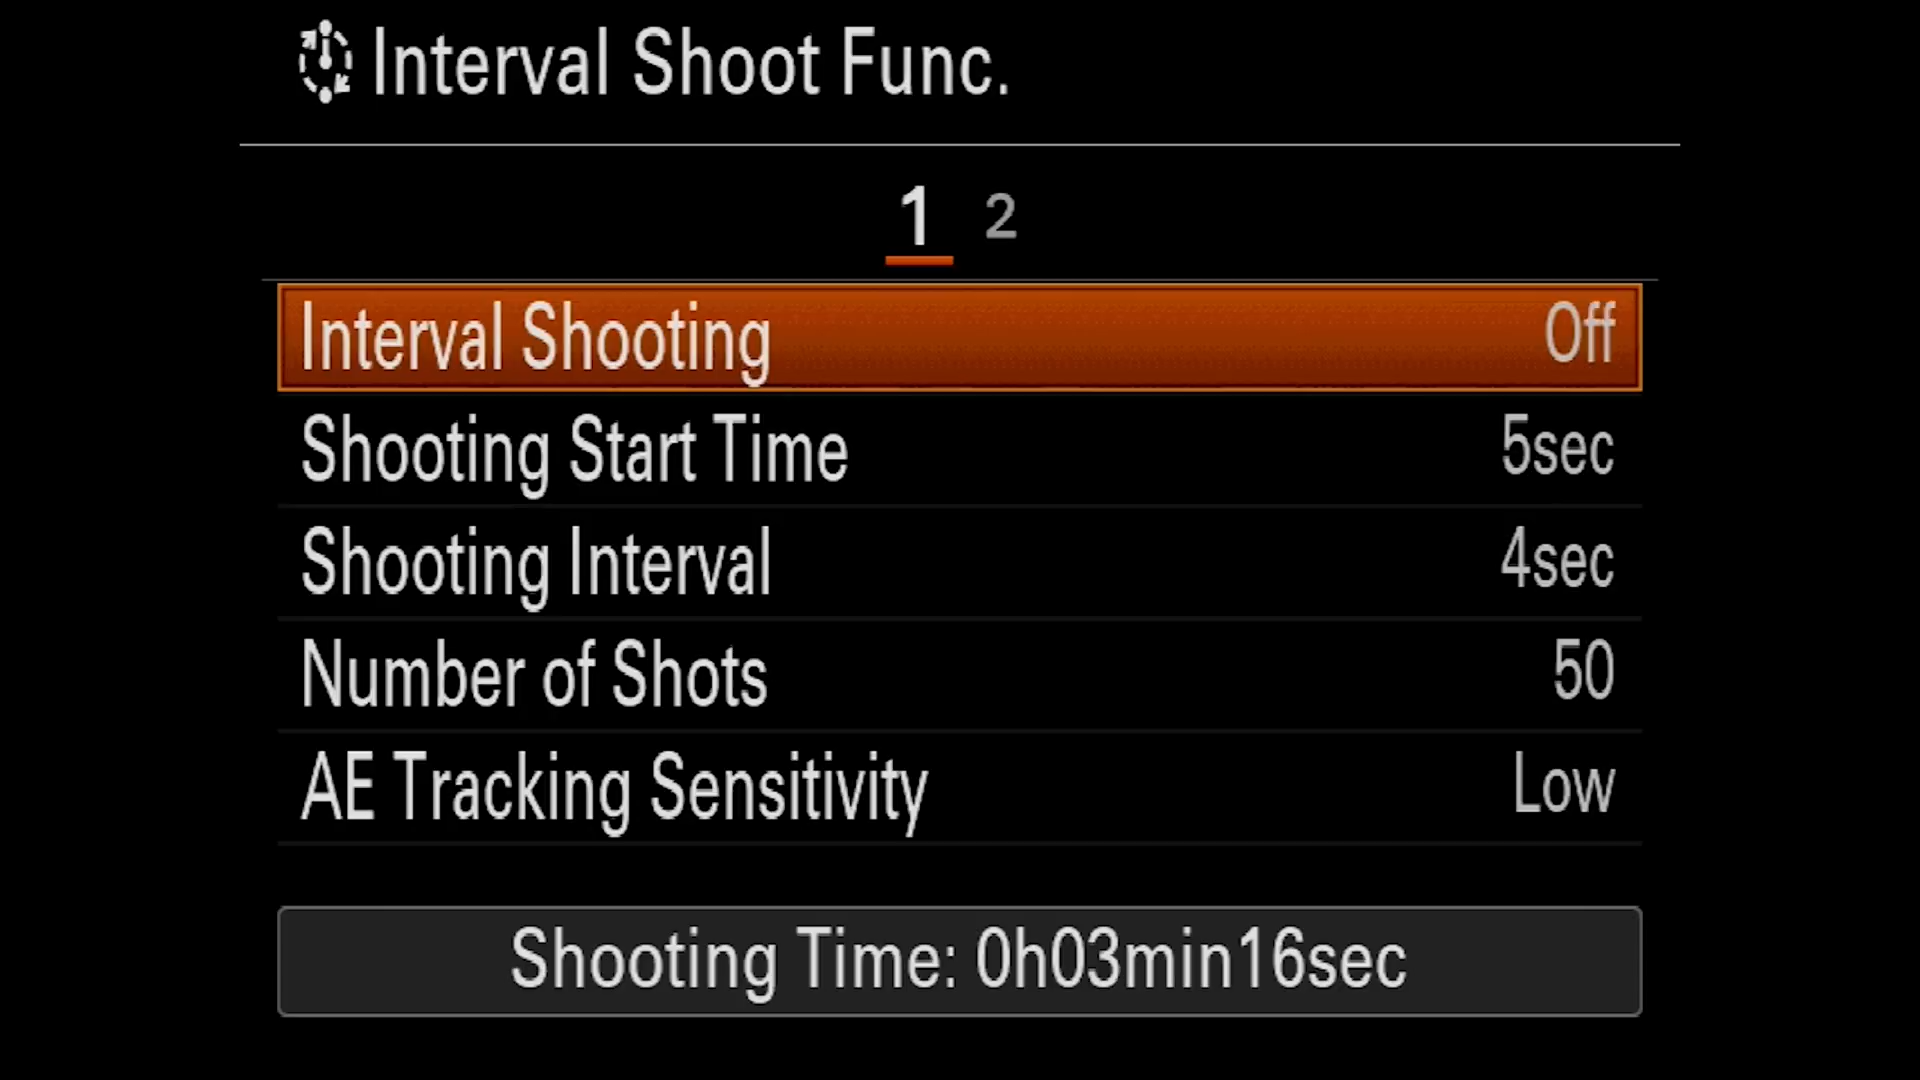 Interval Shoot Func.
1 2
Interval Shooting Off
Shooting Start Time 5sec
Shooting Interval 4sec
Number of Shots 50
AE Tracking Sensitivity Low
Shooting Time: 0h03min16sec